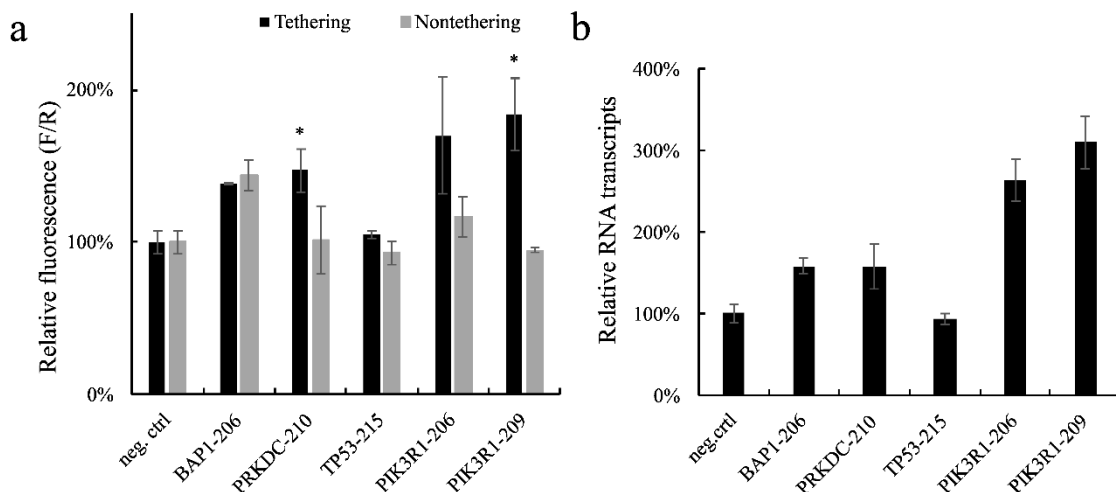 a
Tethering
Nontethering
Relative fluorescence (F/R)
200%
*
*
100%
0%
neg. ctrl
BAP1-206
PRKDC-210
TP53-215
PIK3R1-206
PIK3R1-209
b
Relative RNA transcripts
400%
300%
200%
100%
0%
neg.crtl
BAP1-206
PRKDC-210
TP53-215
PIK3R1-206
PIK3R1-209